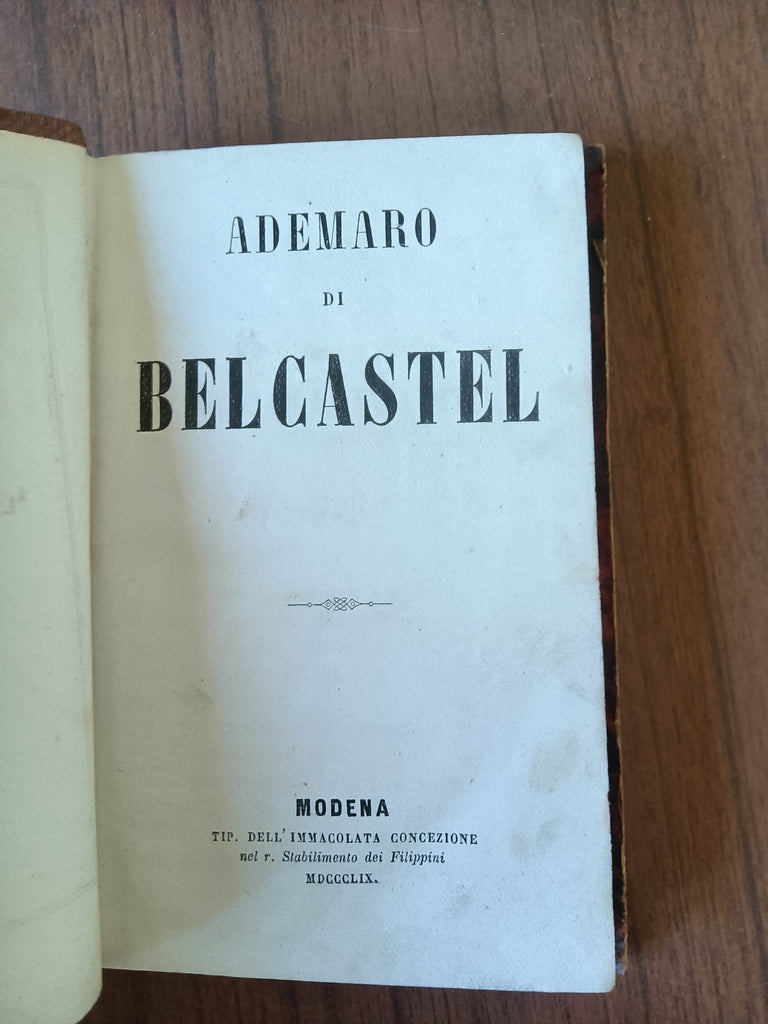 ADEMARO
DI
BELCASTEL
MODENA
TIP. DELL'IMMACOLATA CONCEZIONE
nel r. Stabilimento dei Filippini
MDCCCLIX.